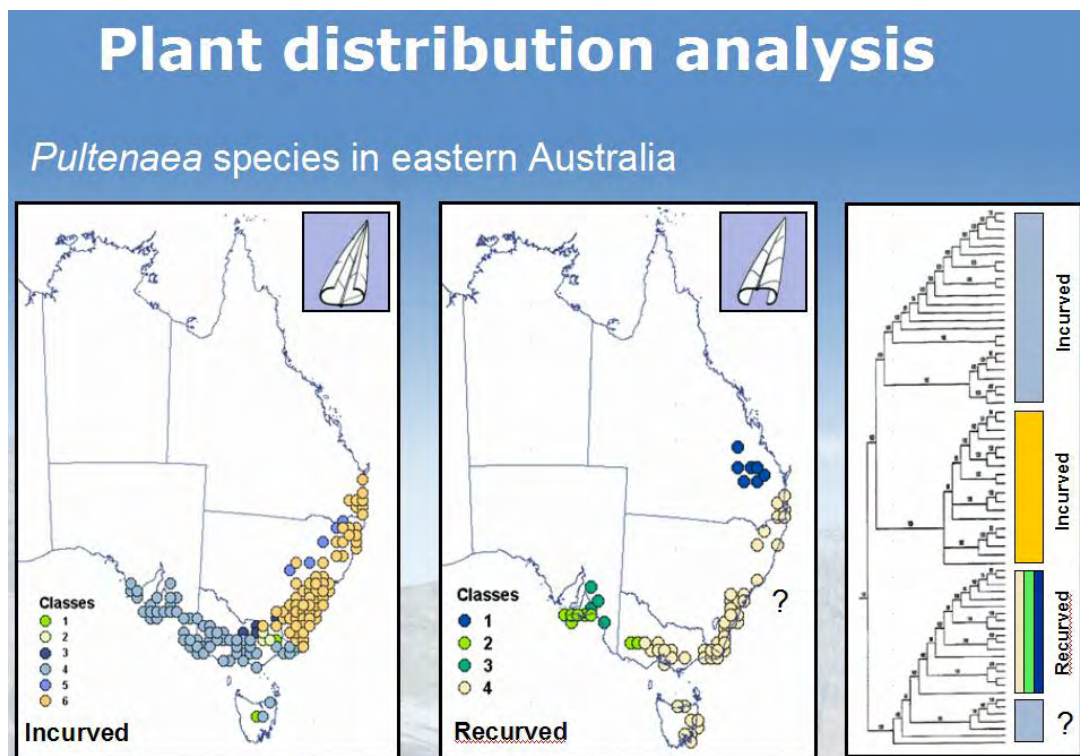 Plant distribution analysis
Pultenaea species in eastern Australia
Classes
1
2
3
4
5
6
Incurved
Classes
1
2
3
4
?
Recurved
Incurved
Incurved
Recurved
?